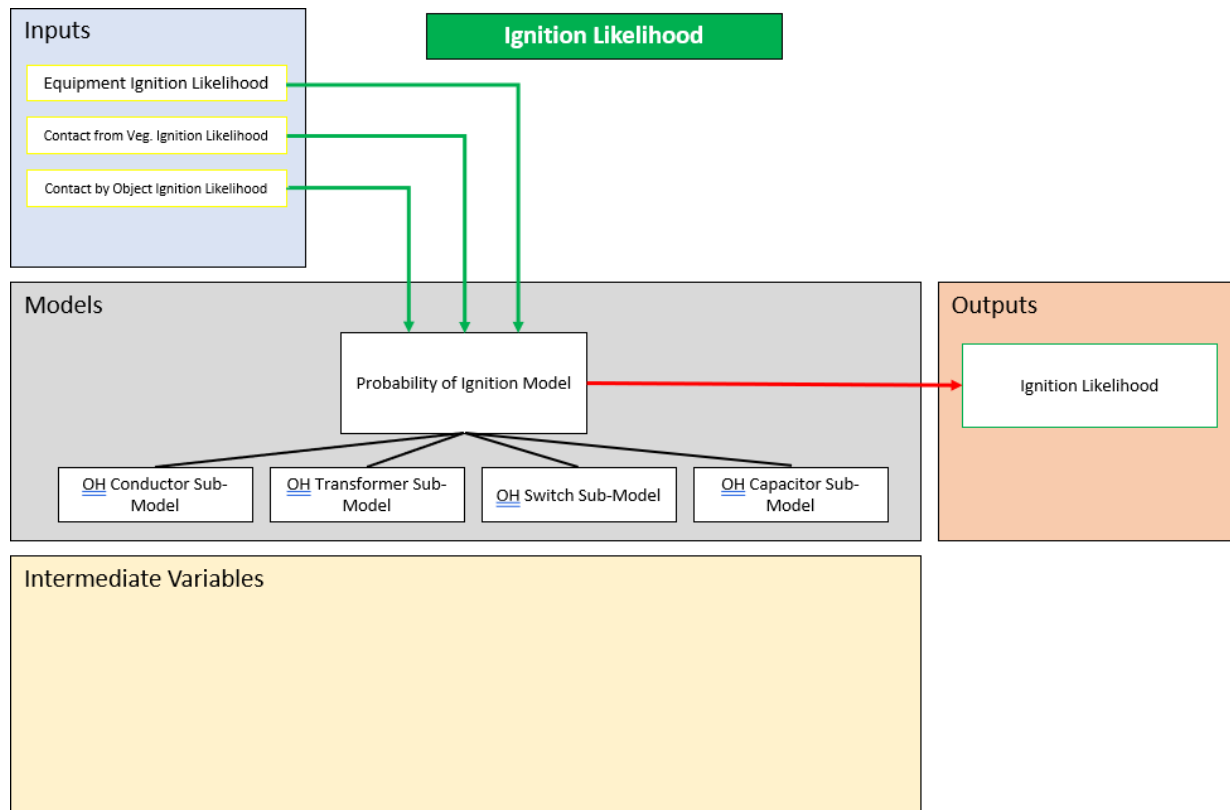 Inputs
Ignition Likelihood
Equipment Ignition Likelihood
Contact from Veg. Ignition Likelihood
Contact by Object Ignition Likelihood
Models
Outputs
Probability of Ignition Model
Ignition Likelihood
OH Conductor Sub-
Model
OH Transformer Sub-
Model
OH Switch Sub-Model
OH Capacitor Sub-
Model
Intermediate Variables